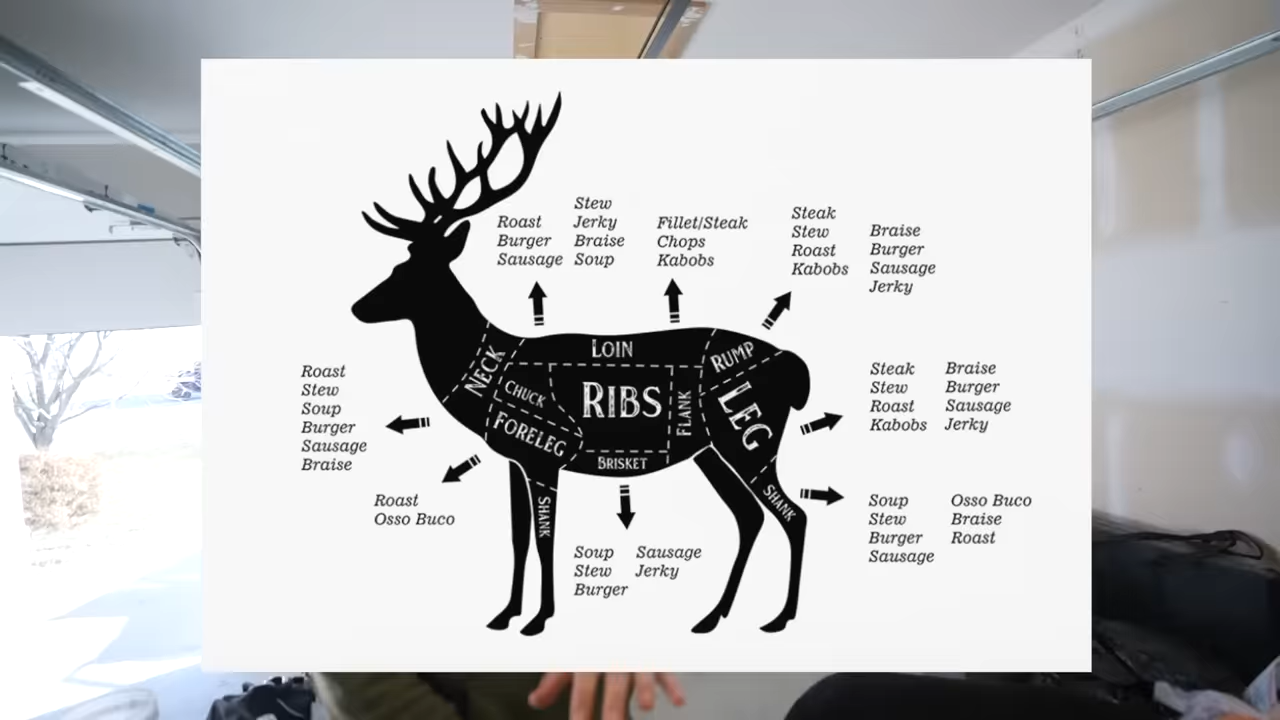 Stew
Roast
Jerky
Burger
Braise
Sausage
Soup
Fillet/Steak
Chops
Kabobs
Steak
Stew
Roast
Kabobs
Braise
Burger
Sausage
Jerky
Roast
Stew
Soup
Burger
Sausage
Braise
Roast
Osso Buco
NECK
LOIN
CHUCK
RIBS
FLANK
RUMP
LEG
FORELEG
BRISKET
SHANK
SHANK
Steak
Stew
Roast
Kabobs
Braise
Burger
Sausage
Jerky
Soup
Stew
Burger
Sausage
Osso Buco
Braise
Roast
Soup
Stew
Burger
Sausage
Jerky